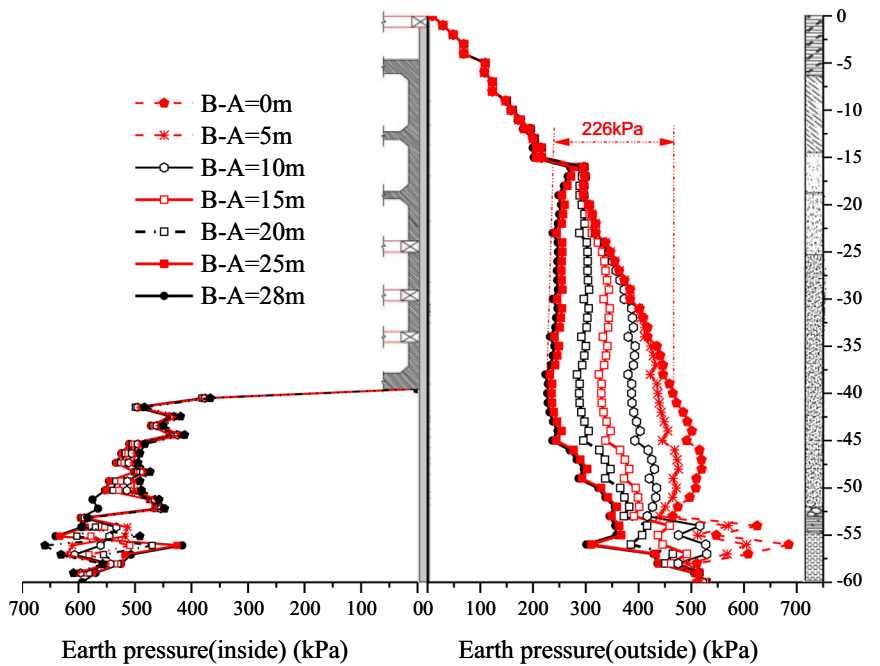 B-A=0m
B-A=5m
B-A=10m
B-A=15m
B-A=20m
B-A=25m
B-A=28m
226kPa
0
-5
-10
-15
-20
-25
-30
-35
-40
-45
-50
-55
-60
700 600 500 400 300 200 100 0 0 100 200 300 400 500 600 700
Earth pressure(inside) (kPa) Earth pressure(outside) (kPa)